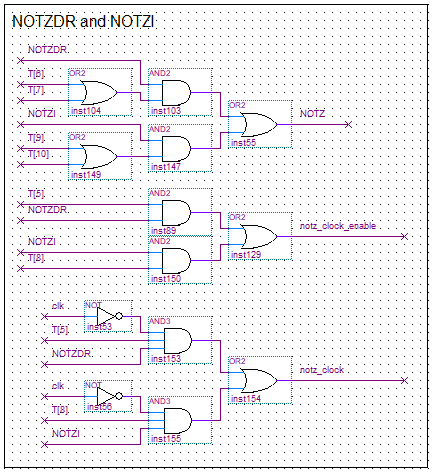 NOTZDR and NOTZI
NOTZDR
T[6]
T[7]
OR2
inst104
AND2
inst103
NOTZI
T[9]
T[10]
OR2
inst149
AND2
inst147
OR2
inst55
NOTZ
T[5]
NOTZDR
AND2
inst89
NOTZI
T[8]
AND2
inst150
OR2
inst129
notz_clock_enable
clk
NOT
inst53
T[5]
NOTZDR
AND3
inst153
clk
NOT
inst56
T[8]
NOTZI
AND3
inst155
OR2
inst154
notz_clock